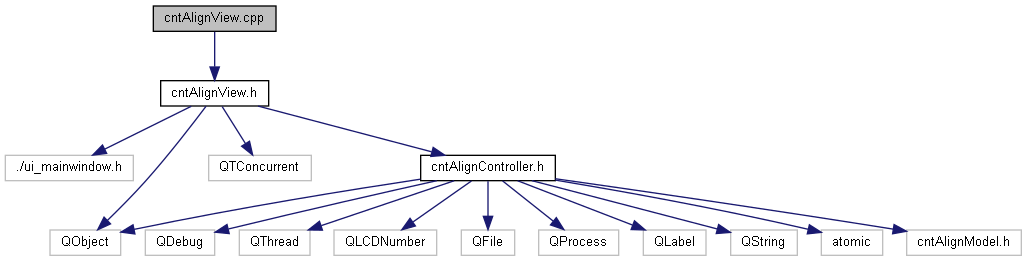 cntAlignView.cpp
cntAlignView.h
../ui_mainwindow.h
QTConcurrent
cntAlignController.h
QObject
QDebug
QThread
QLCDNumber
QFile
QProcess
QLabel
QString
atomic
cntAlignModel.h